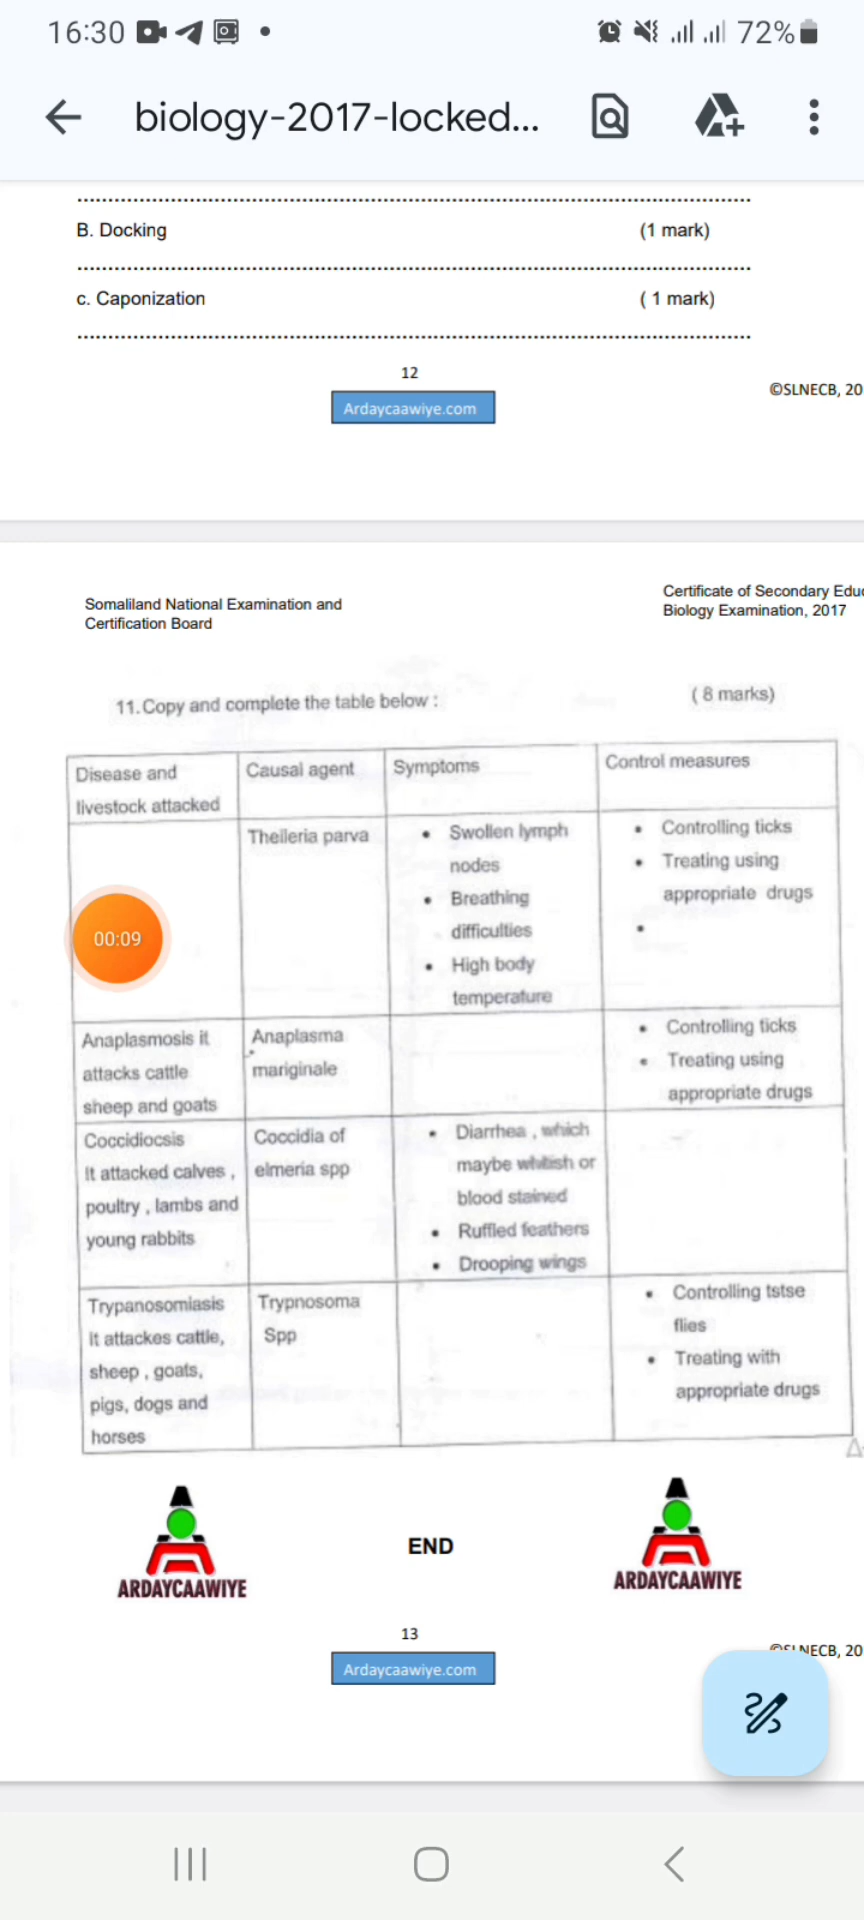 16:30
72%
biology-2017-locked...
B. Docking (1 mark)
c. Caponization ( 1 mark)
12
©SLNECB, 20
Ardaycaawiye.com
Somaliland National Examination and
Certification Board
Certificate of Secondary Edu
Biology Examination, 2017
11.Copy and complete the table below : ( 8 marks)
Disease and
livestock attacked
Causal agent
Symptoms
Control measures
Theileria parva
• Swollen lymph
nodes
• Breathing
difficulties
• High body
temperature
• Controlling ticks
• Treating using
appropriate drugs
•
00:09
Anaplasmosis it
attacks cattle
sheep and goats
Anaplasma
mariginale
• Controlling ticks
• Treating using
appropriate drugs
Coccidiocsis
It attacked calves ,
poultry , lambs and
young rabbits
Coccidia of
elmeria spp
• Diarrhea , which
maybe whitish or
blood stained
• Ruffled feathers
• Drooping wings
Trypanosomiasis
It attackes cattle,
sheep , goats,
pigs, dogs and
horses
Trypnosoma
Spp
• Controlling tstse
flies
• Treating with
appropriate drugs
ARDAYCAAWIYE
END
ARDAYCAAWIYE
13
©SLNECB, 20
Ardaycaawiye.com